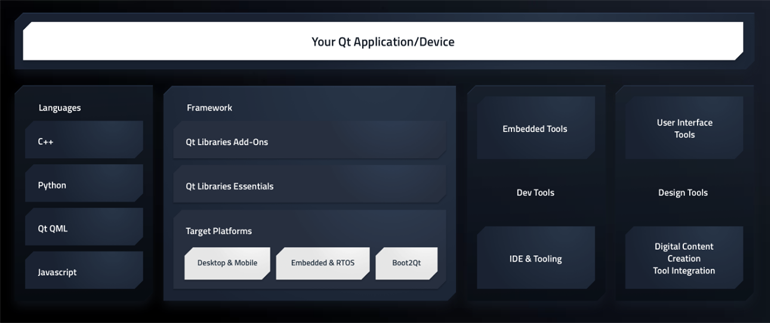 Your Qt Application/Device
Languages
C++
Python
Qt QML
Javascript
Framework
Qt Libraries Add-Ons
Qt Libraries Essentials
Target Platforms
Desktop & Mobile
Embedded & RTOS
Boot2Qt
Embedded Tools
Dev Tools
IDE & Tooling
User Interface
Tools
Design Tools
Digital Content
Creation
Tool Integration